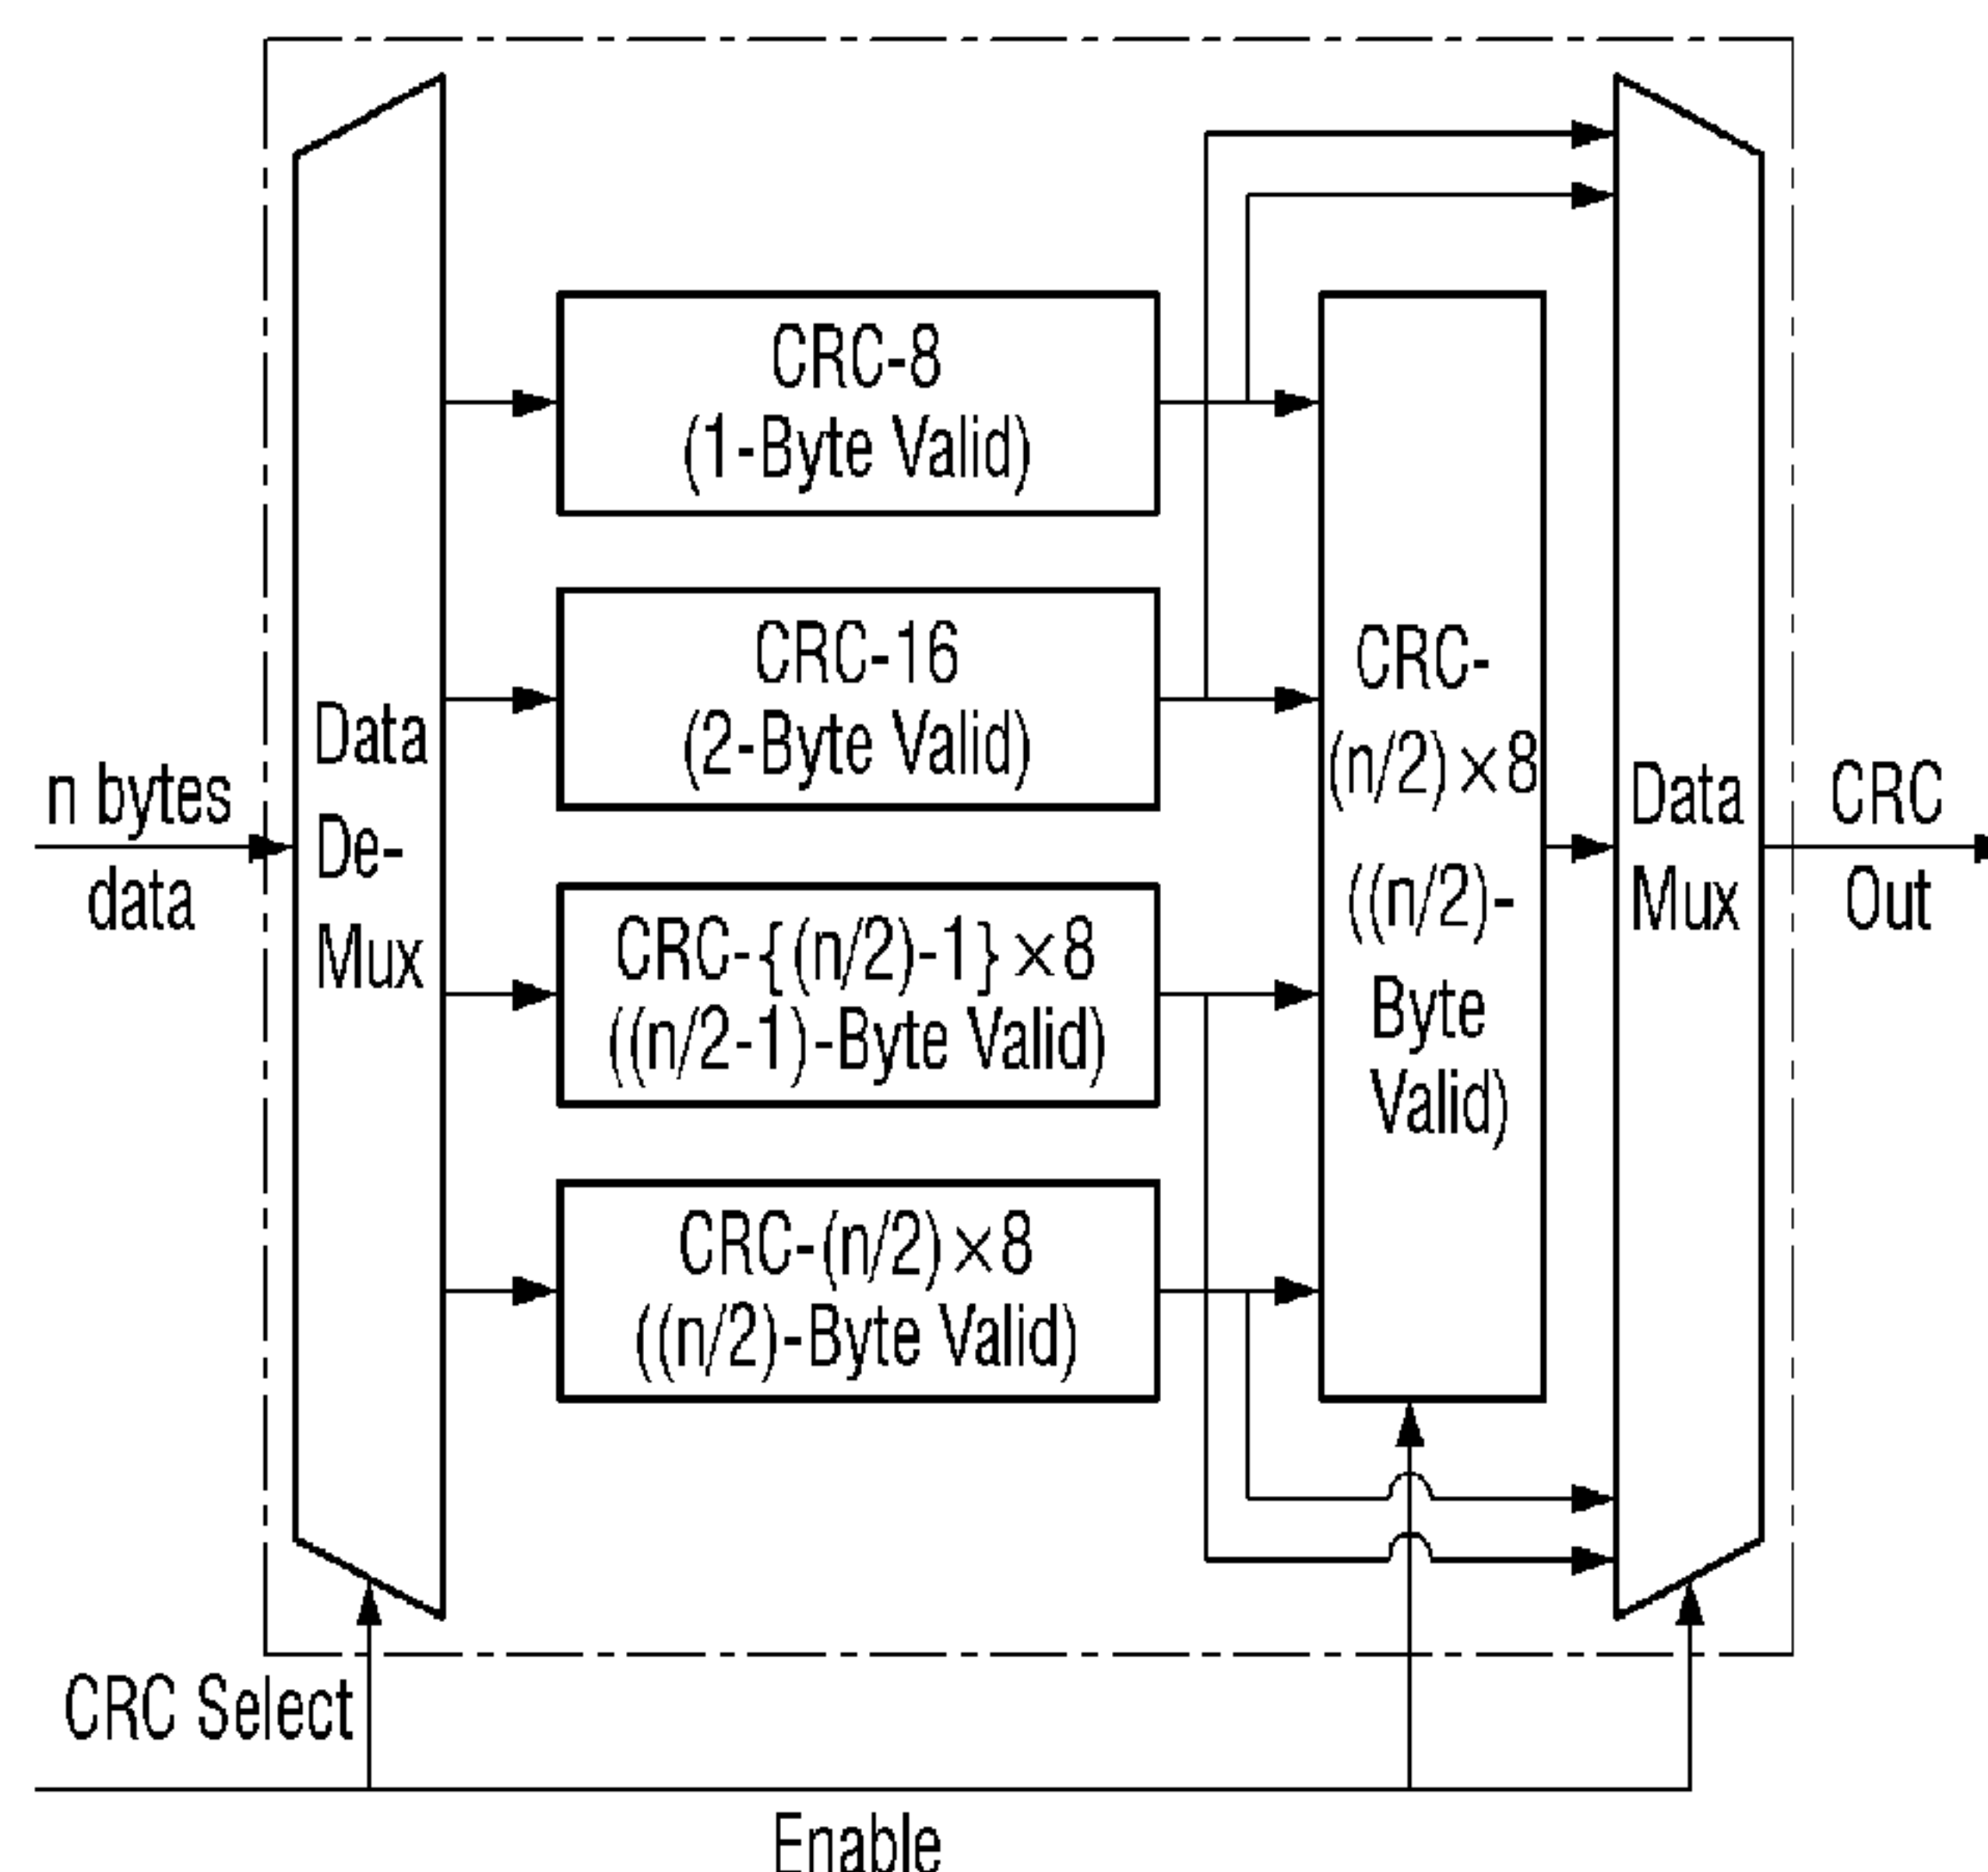 n bytes
data
Data
De-
Mux
CRC-8
(1-Byte Valid)
CRC-16
(2-Byte Valid)
CRC-{(n/2)-1}×8
((n/2-1)-Byte Valid)
CRC-(n/2)×8
((n/2)-Byte Valid)
CRC-
(n/2)×8
((n/2)-
Byte
Valid)
Data
Mux
CRC
Out
CRC Select
Enable